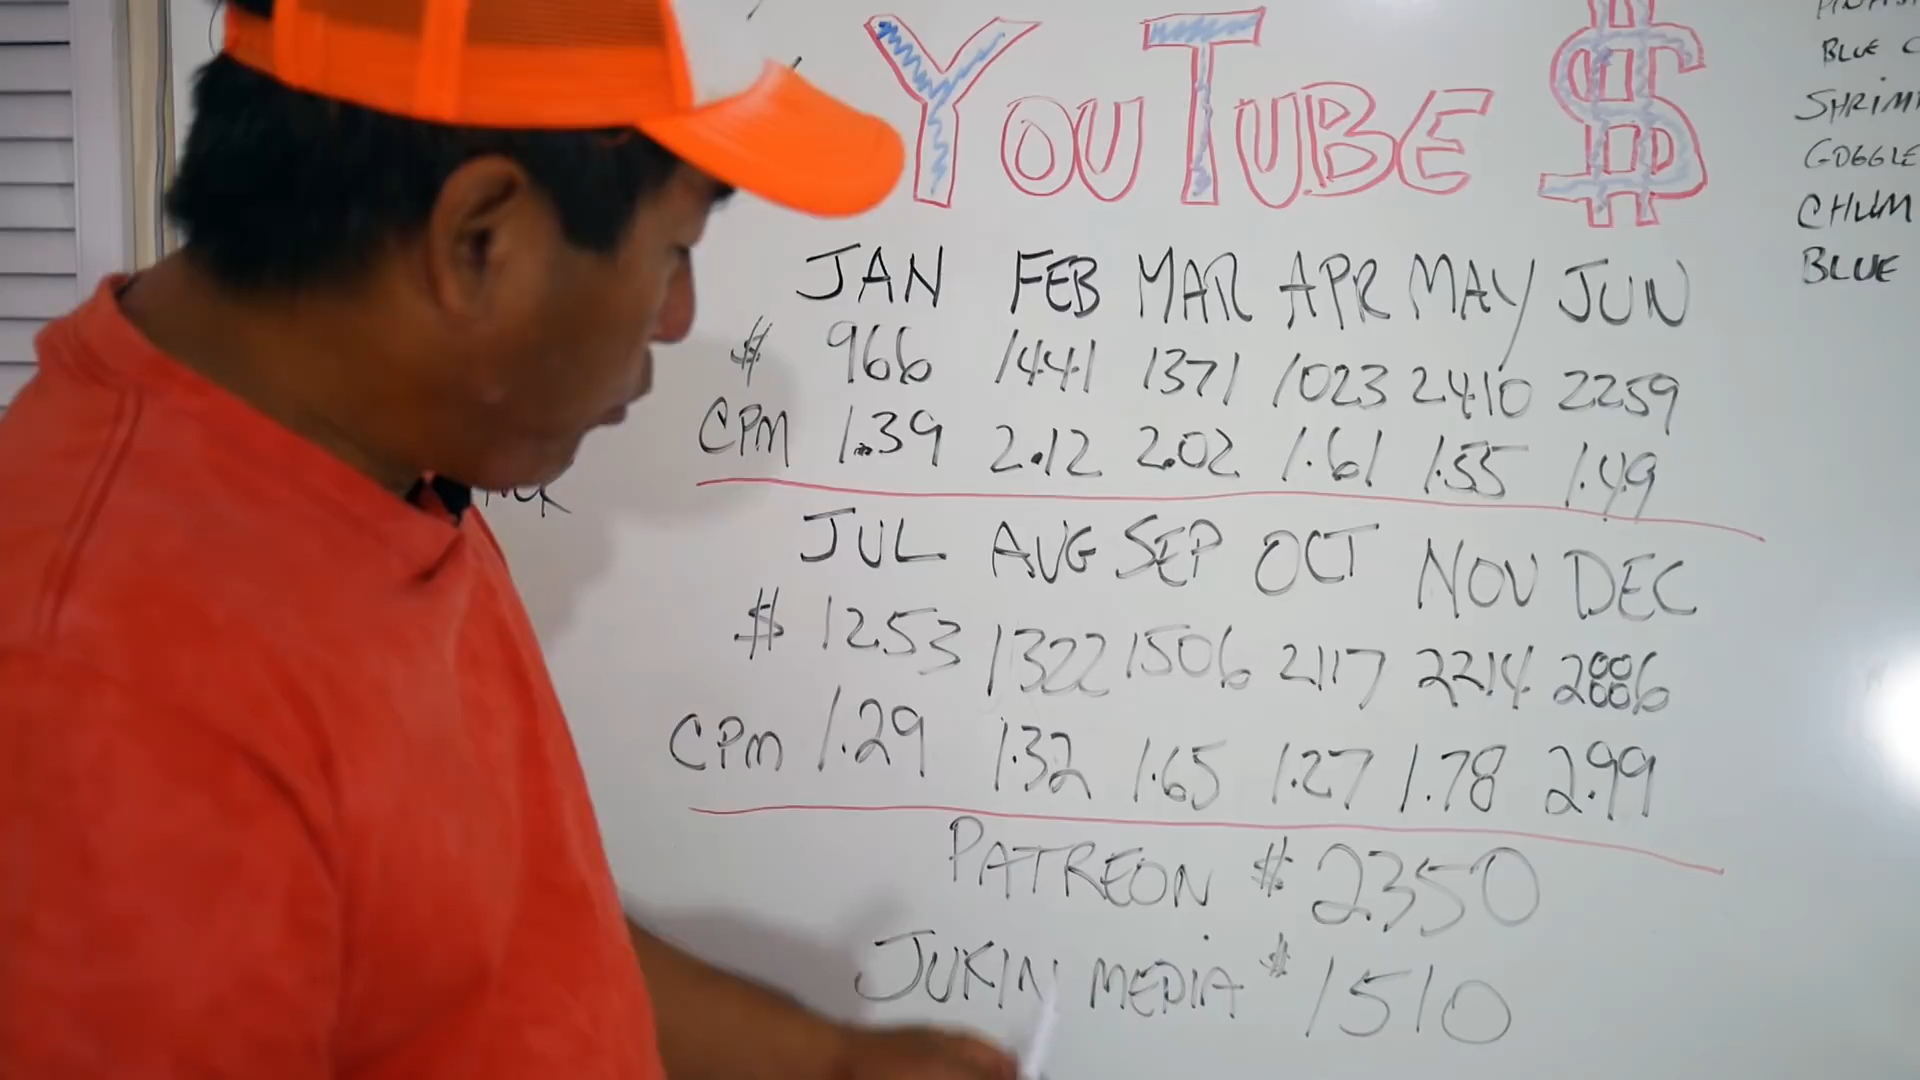 YOUTUBE $
JAN FEB MAR APR MAY JUN
$ 966 1441 1371 1023 2410 2259
CPM 1.39 2.12 2.02 1.61 1.55 1.49
JUL AUG SEP OCT NOV DEC
$ 1253 1322 1506 2117 2214
CPM 1.29 1.32 1.65 1.27 1.78 2.99
PATREON $2350
JUKIN MEDIA $1510
BLUE C
SHRIM
GOGGLE
CHUM
BLUE